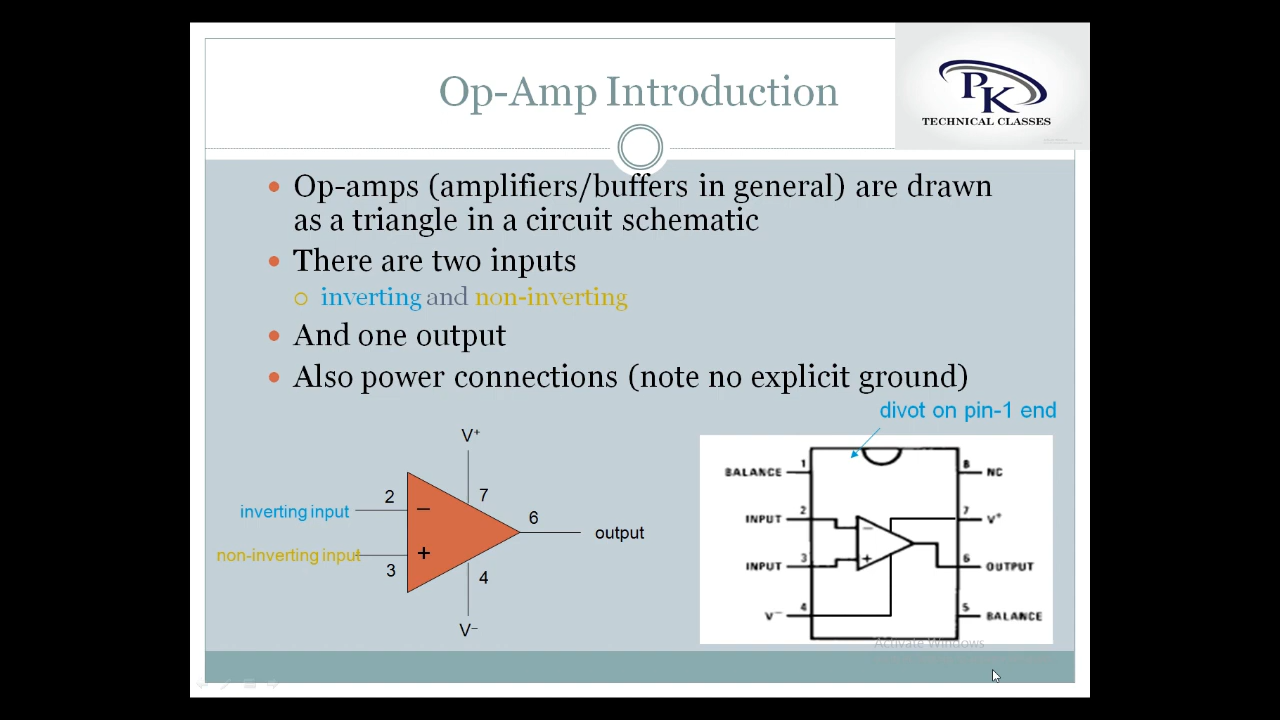 Op-Amp Introduction
PK
TECHNICAL CLASSES
Op-amps (amplifiers/buffers in general) are drawn
as a triangle in a circuit schematic
There are two inputs
inverting and non-inverting
And one output
Also power connections (note no explicit ground)
divot on pin-1 end
V+
7
2
inverting input
−
6
output
non-inverting input
+
3
4
V−
1
BALANCE
8
NC
2
INPUT
−
7
V+
3
INPUT
+
6
OUTPUT
4
V−
5
BALANCE
Activate Windows